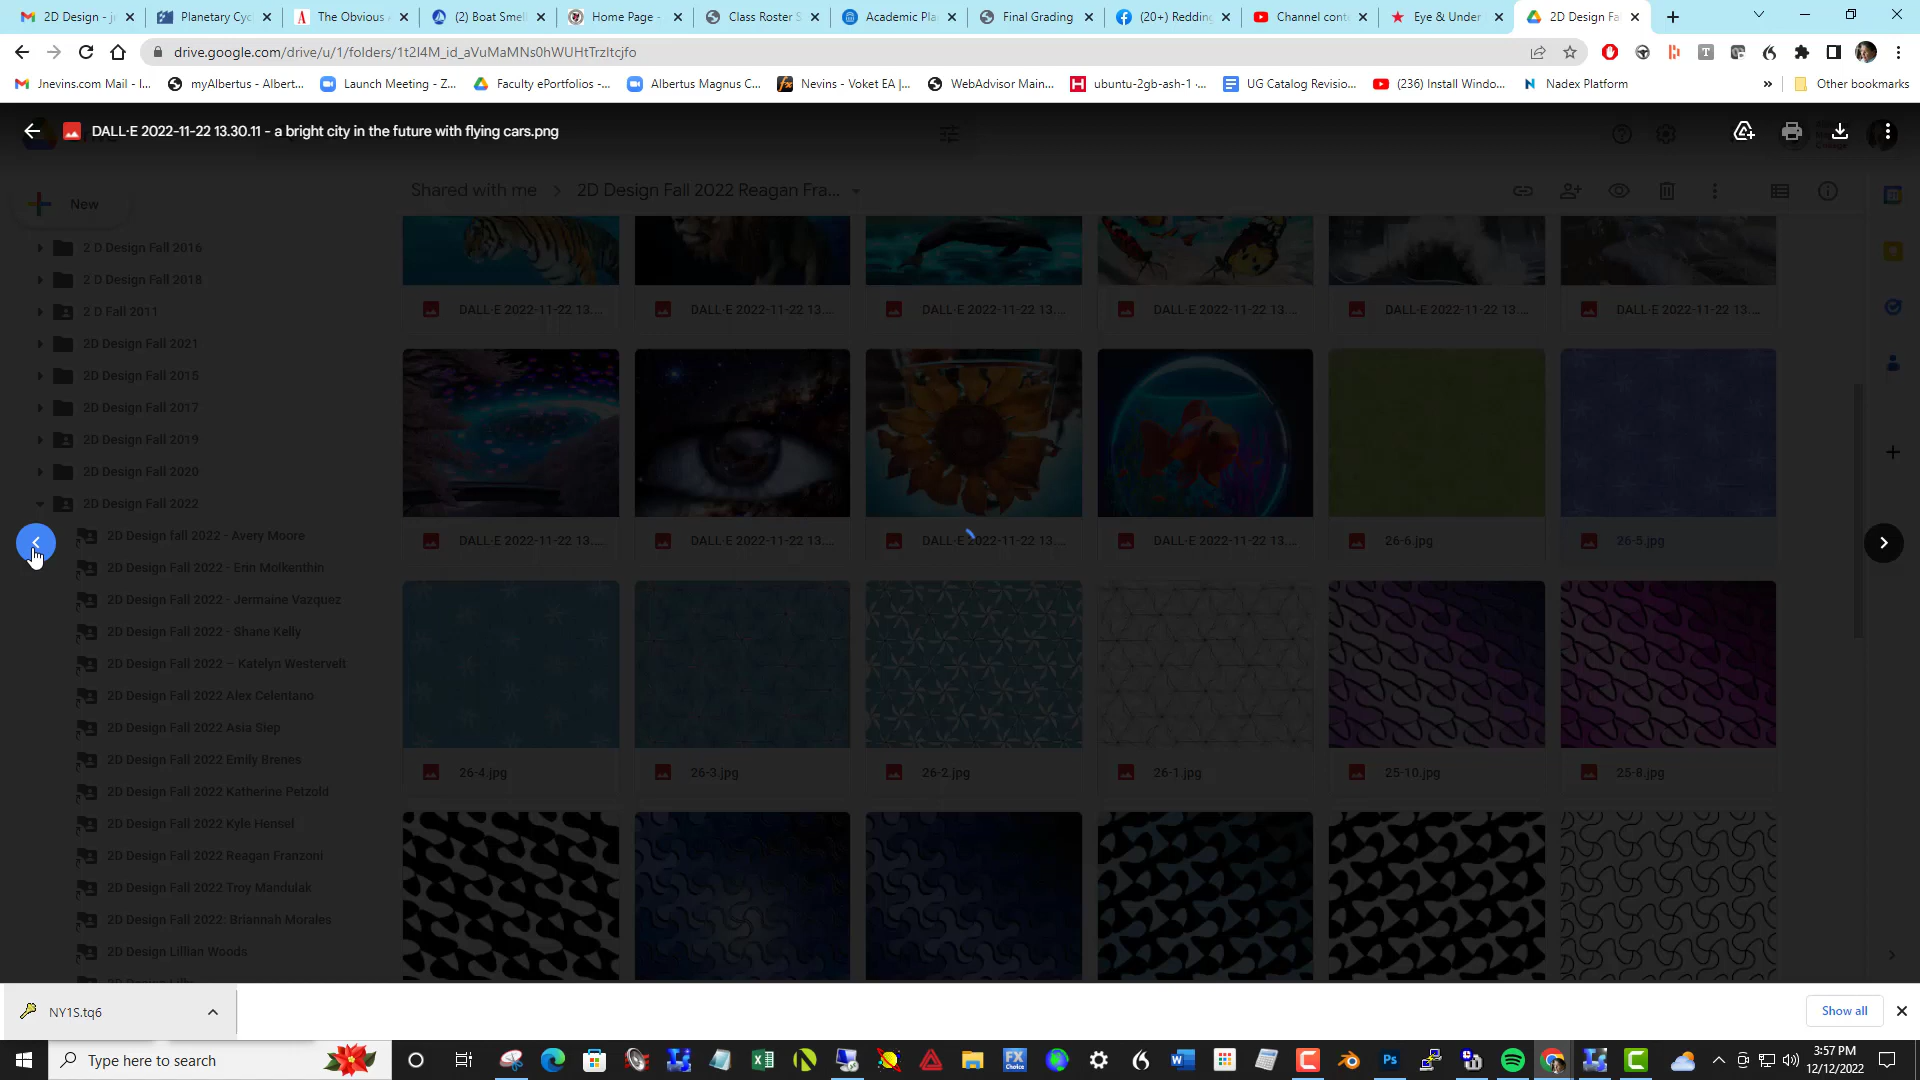 2D Design - jr
Planetary Cyc
The Obvious
(2) Boat Smel
Home Page -
Class Roster S
Academic Pla
Final Grading
(20+) Redding
Channel conte
Eye & Under
2D Design Fa
drive.google.com/drive/u/1/folders/1t2I4M_id_aVuMaMNs0hWUHtTrzItcjfo
Jnevins.com Mail - I...
myAlbertus - Albert...
Launch Meeting - Z...
Faculty ePortfolios -...
Albertus Magnus C...
Nevins - Voket EA |...
WebAdvisor Main...
ubuntu-2gb-ash-1 -...
UG Catalog Revisio...
(236) Install Windo...
Nadex Platform
Other bookmarks
DALL·E 2022-11-22 13.30.11 - a bright city in the future with flying cars.png
Shared with me
2D Design Fall 2022 Reagan Fra...
New
2 D Design Fall 2016
2 D Design Fall 2018
2 D Fall 2011
2D Design Fall 2021
2D Design Fall 2015
2D Design Fall 2017
2D Design Fall 2019
2D Design Fall 2020
2D Design Fall 2022
2D Design fall 2022 - Avery Moore
2D Design Fall 2022 - Erin Molkenthin
2D Design Fall 2022 - Jermaine Vazquez
2D Design Fall 2022 - Shane Kelly
2D Design Fall 2022 – Katelyn Westervelt
2D Design Fall 2022 Alex Celentano
2D Design Fall 2022 Asia Siep
2D Design Fall 2022 Emily Brenes
2D Design Fall 2022 Katherine Petzold
2D Design Fall 2022 Kyle Hensel
2D Design Fall 2022 Reagan Franzoni
2D Design Fall 2022 Troy Mandulak
2D Design Fall 2022: Briannah Morales
2D Design Lillian Woods
DALL·E 2022-11-22 13....
DALL·E 2022-11-22 13....
DALL·E 2022-11-22 13....
DALL·E 2022-11-22 13....
DALL·E 2022-11-22 13....
DALL·E 2022-11-22 13....
DALL·E 2022-11-22 13....
DALL·E 2022-11-22 13....
DALL·E 2022-11-22 13....
DALL·E 2022-11-22 13....
26-6.jpg
26-5.jpg
26-4.jpg
26-3.jpg
26-2.jpg
26-1.jpg
25-10.jpg
25-8.jpg
NY1S.tq6
Show all
Type here to search
3:57 PM
12/12/2022